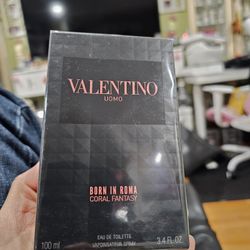 VALENTINO
UOMO
BORN IN ROMA
CORAL FANTASY
EAU DE TOILETTE
VAPORISATEUR SPRAY
100 ml
3.4 FL.OZ